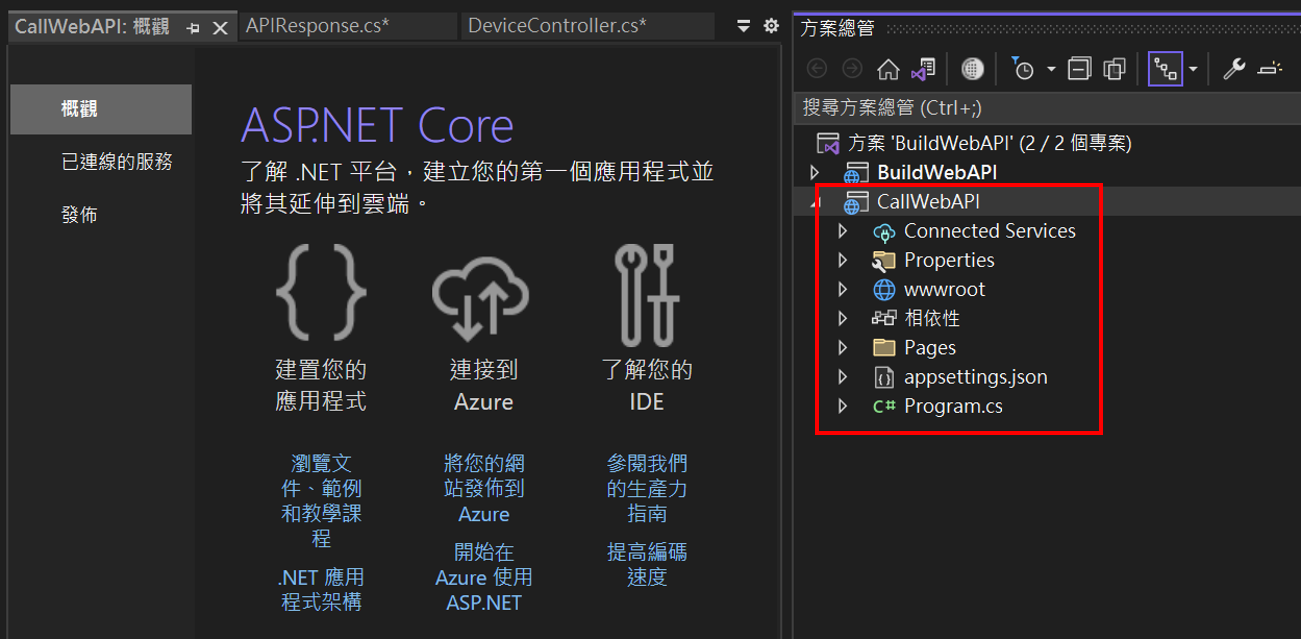 CallWebAPI: 概觀
APIResponse.cs*
DeviceController.cs*
概觀
已連線的服務
發佈
ASP.NET Core
了解 .NET 平台，建立您的第一個應用程式並
將其延伸到雲端。
建置您的
應用程式
連接到
Azure
了解您的
IDE
瀏覽文
件、範例
和教學課
程
.NET 應用
程式架構
將您的網
站發佈到
Azure
開始在
Azure 使用
ASP.NET
參閱我們
的生產力
指南
提高編碼
速度
方案總管
搜尋方案總管 (Ctrl+;)
方案 'BuildWebAPI' (2 / 2 個專案)
BuildWebAPI
CallWebAPI
Connected Services
Properties
wwwroot
相依性
Pages
appsettings.json
C# Program.cs